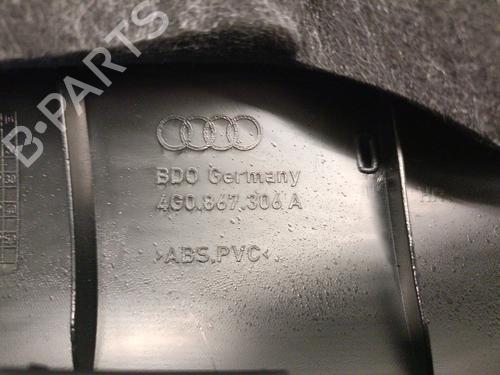 B-PARTS
BDO Germany
4G0.867.306 A
>ABS,PVC<